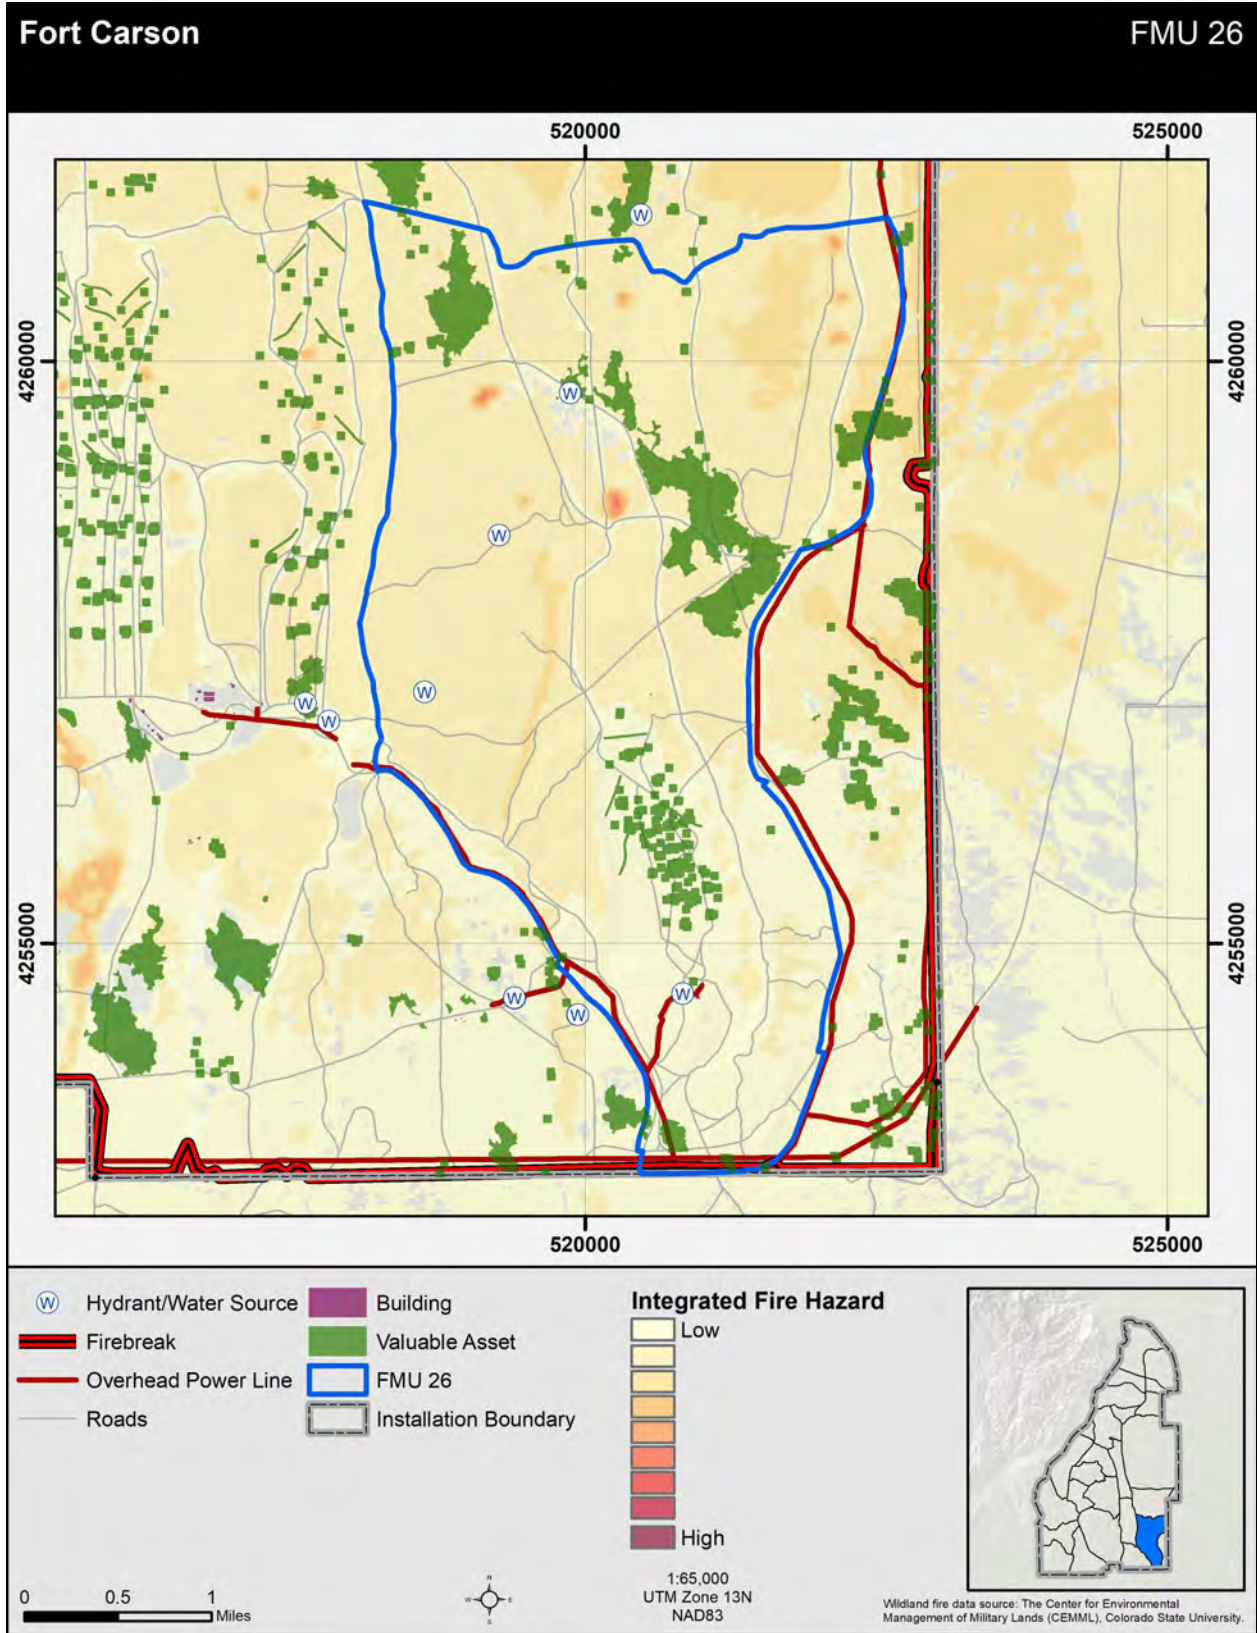 Fort Carson
FMU 26
520000
525000
4260000
4260000
4255000
4255000
W
W
W
W
W
W
W
W
W
520000
525000
W Hydrant/Water Source
Firebreak
Overhead Power Line
Roads
Building
Valuable Asset
FMU 26
Installation Boundary
Integrated Fire Hazard
Low
High
0 0.5 1
Miles
N
W E
S
1:65,000
UTM Zone 13N
NAD83
Wildland fire data source: The Center for Environmental
Management of Military Lands (CEMML), Colorado State University.